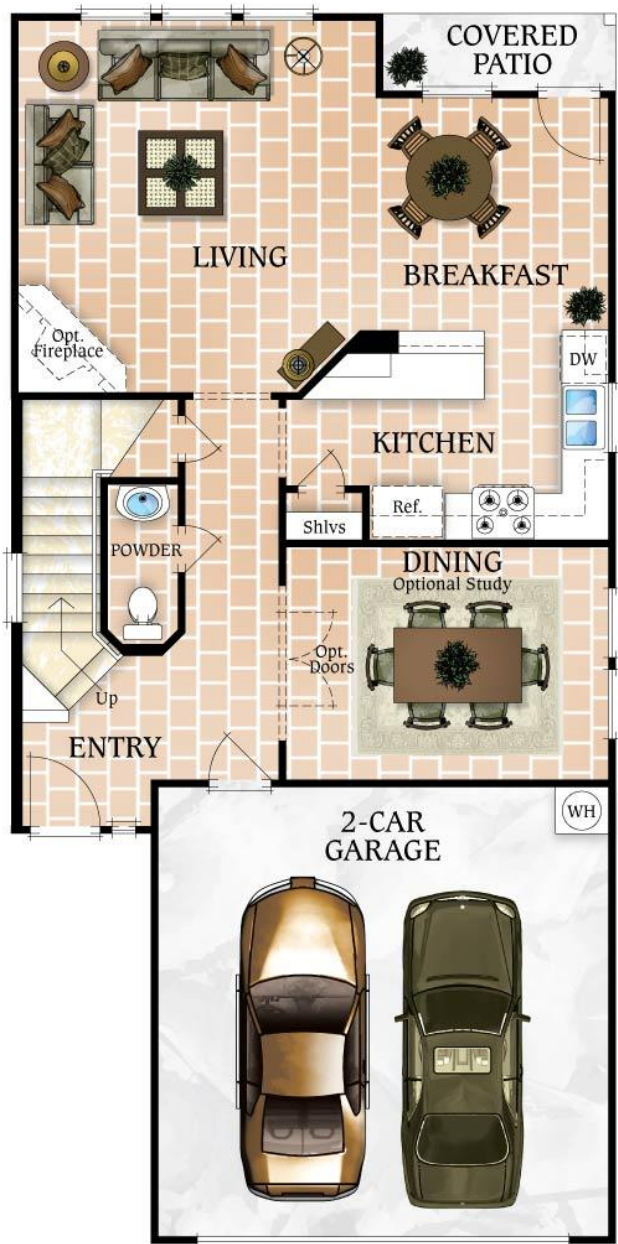 COVERED
PATIO
LIVING
BREAKFAST
Opt.
Fireplace
DW
KITCHEN
Ref.
Shlvs
POWDER
DINING
Optional Study
Opt.
Doors
Up
ENTRY
WH
2-CAR
GARAGE